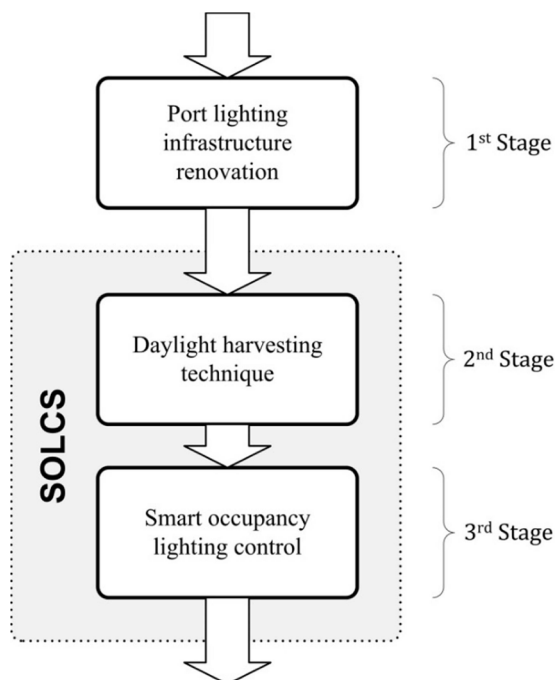 Port lighting
infrastructure
renovation
1st Stage
Daylight harvesting
technique
2nd Stage
SOLCS
Smart occupancy
lighting control
3rd Stage